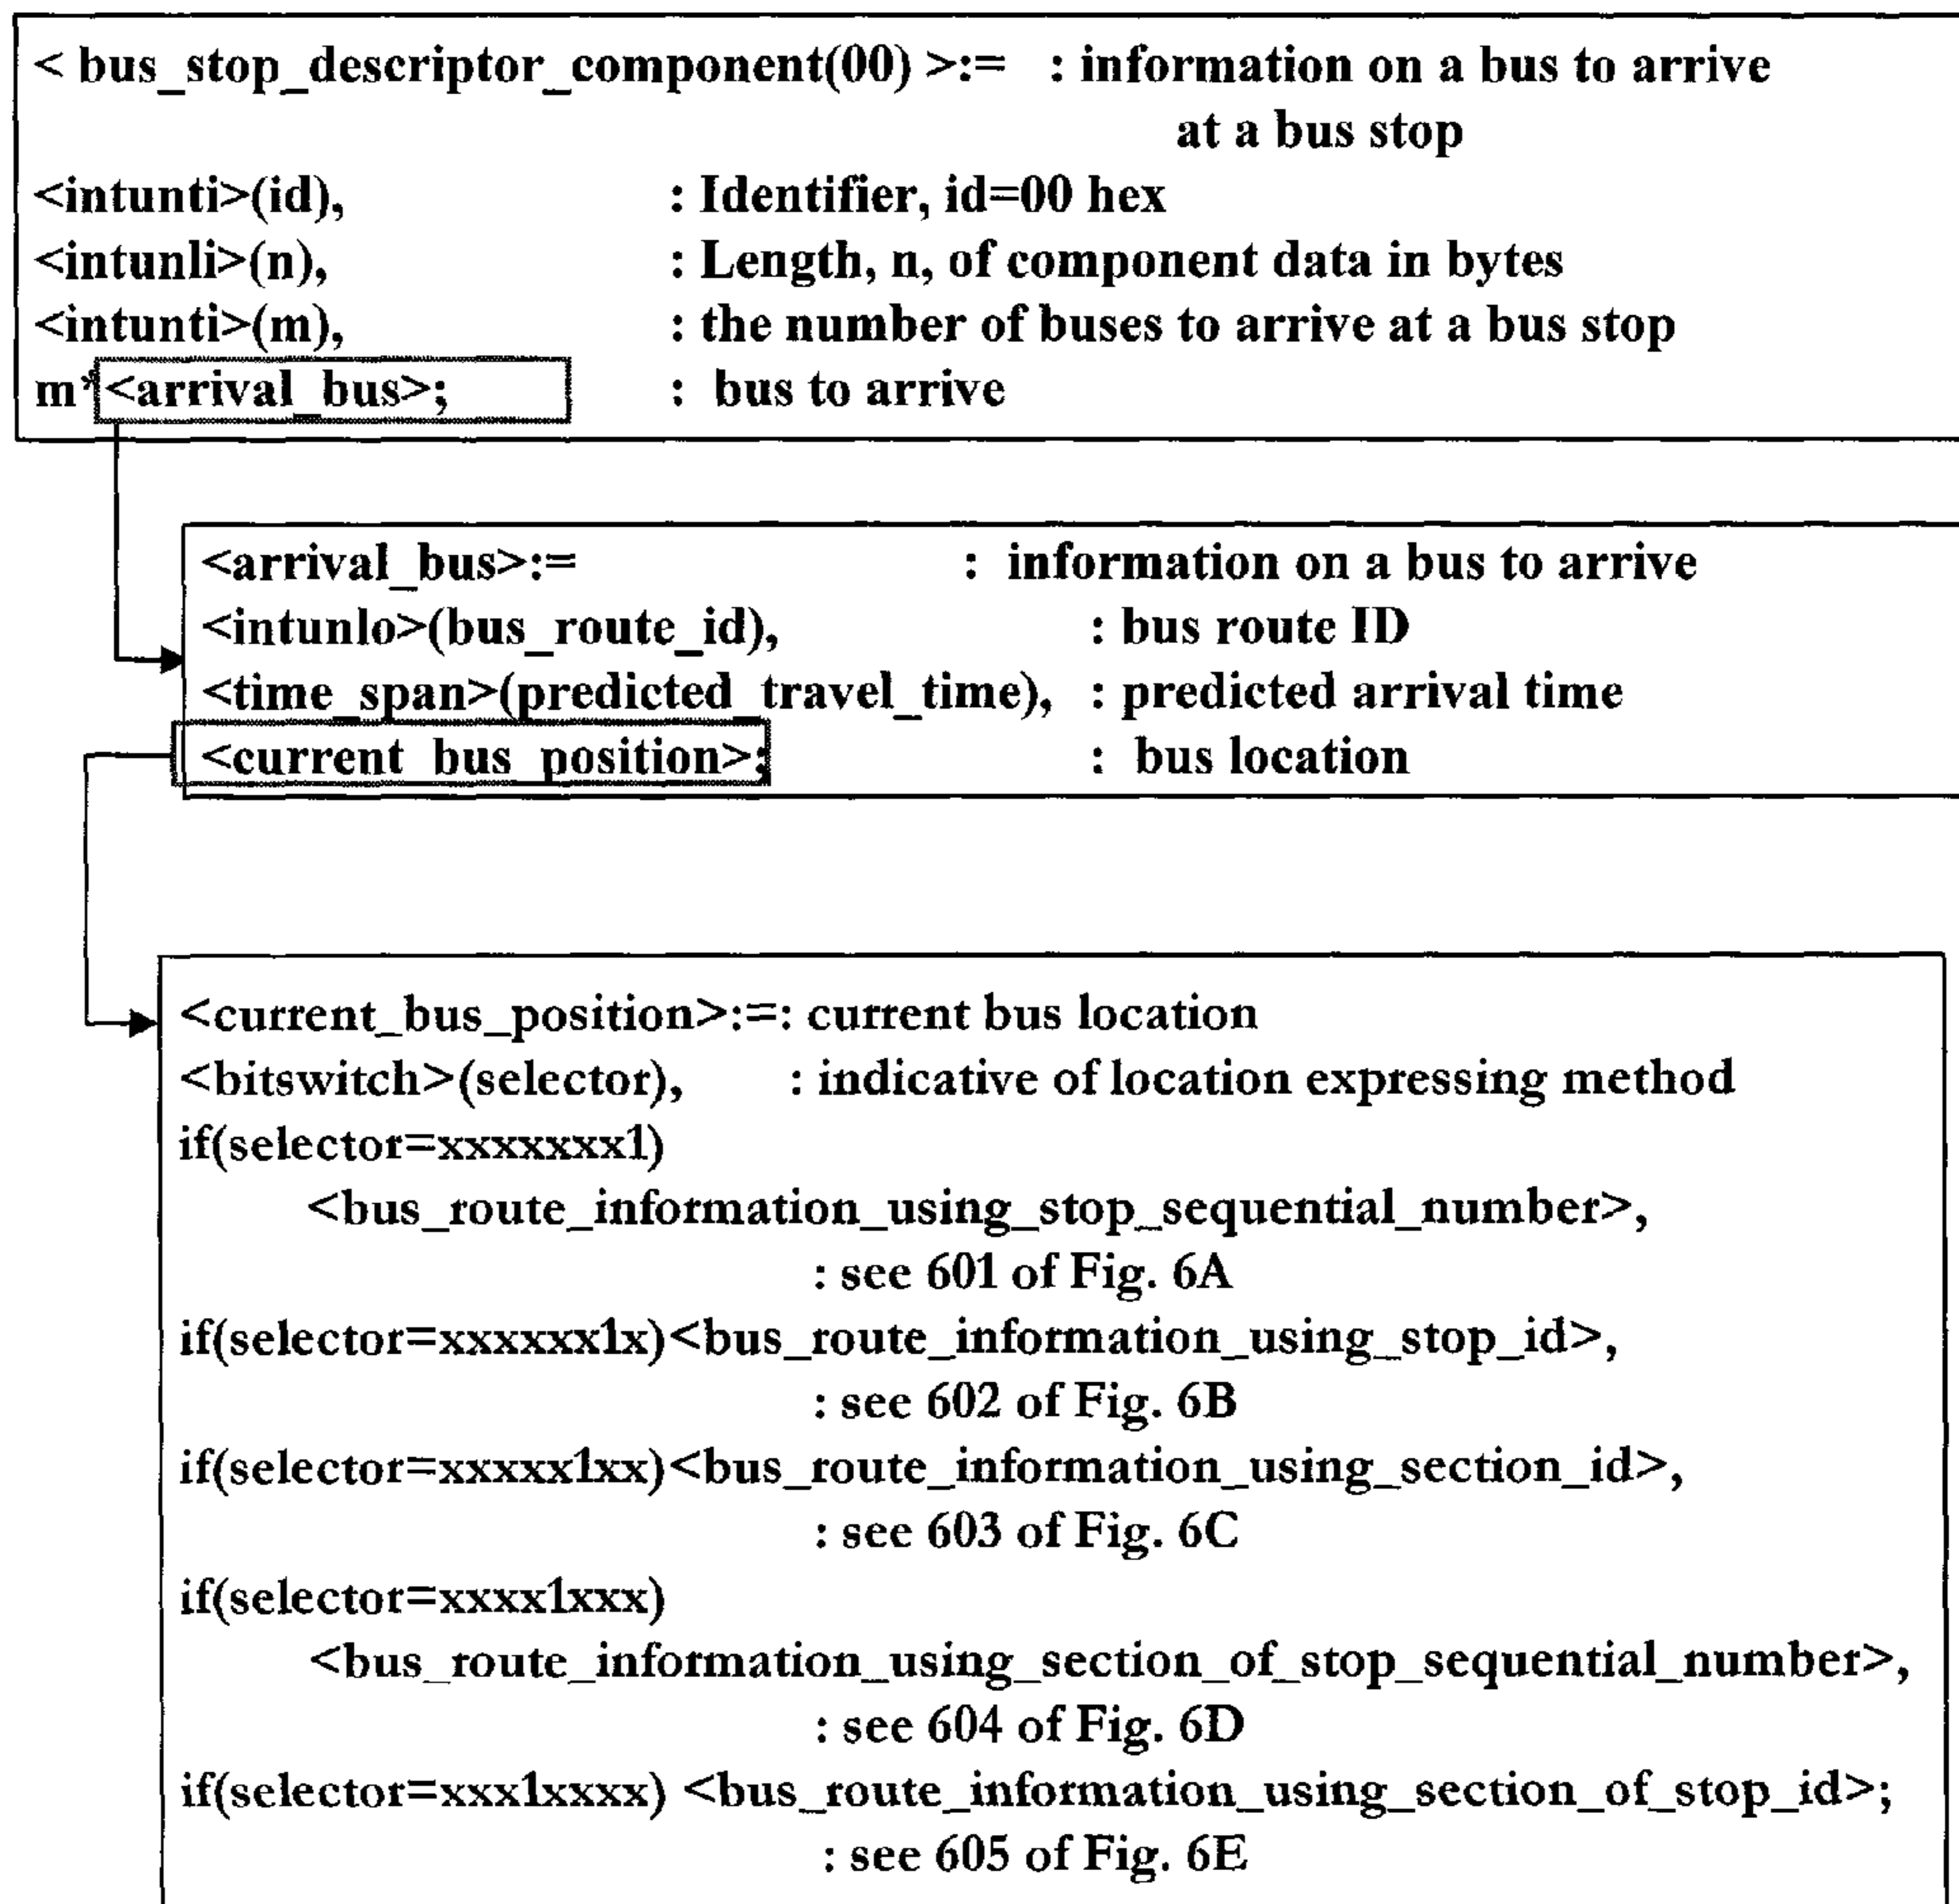 < bus_stop_descriptor_component(00) >:= : information on a bus to arrive
at a bus stop
<intunti>(id), : Identifier, id=00 hex
<intunli>(n), : Length, n, of component data in bytes
<intunti>(m), : the number of buses to arrive at a bus stop
m*<arrival_bus>; : bus to arrive
<arrival_bus>:= : information on a bus to arrive
<intunlo>(bus_route_id), : bus route ID
<time_span>(predicted_travel_time), : predicted arrival time
<current_bus_position>; : bus location
<current_bus_position>:=: current bus location
<bitswitch>(selector), : indicative of location expressing method
if(selector=xxxxxxx1)
<bus_route_information_using_stop_sequential_number>,
: see 601 of Fig. 6A
if(selector=xxxxxx1x)<bus_route_information_using_stop_id>,
: see 602 of Fig. 6B
if(selector=xxxxx1xx)<bus_route_information_using_section_id>,
: see 603 of Fig. 6C
if(selector=xxxx1xxx)
<bus_route_information_using_section_of_stop_sequential_number>,
: see 604 of Fig. 6D
if(selector=xxx1xxxx) <bus_route_information_using_section_of_stop_id>;
: see 605 of Fig. 6E